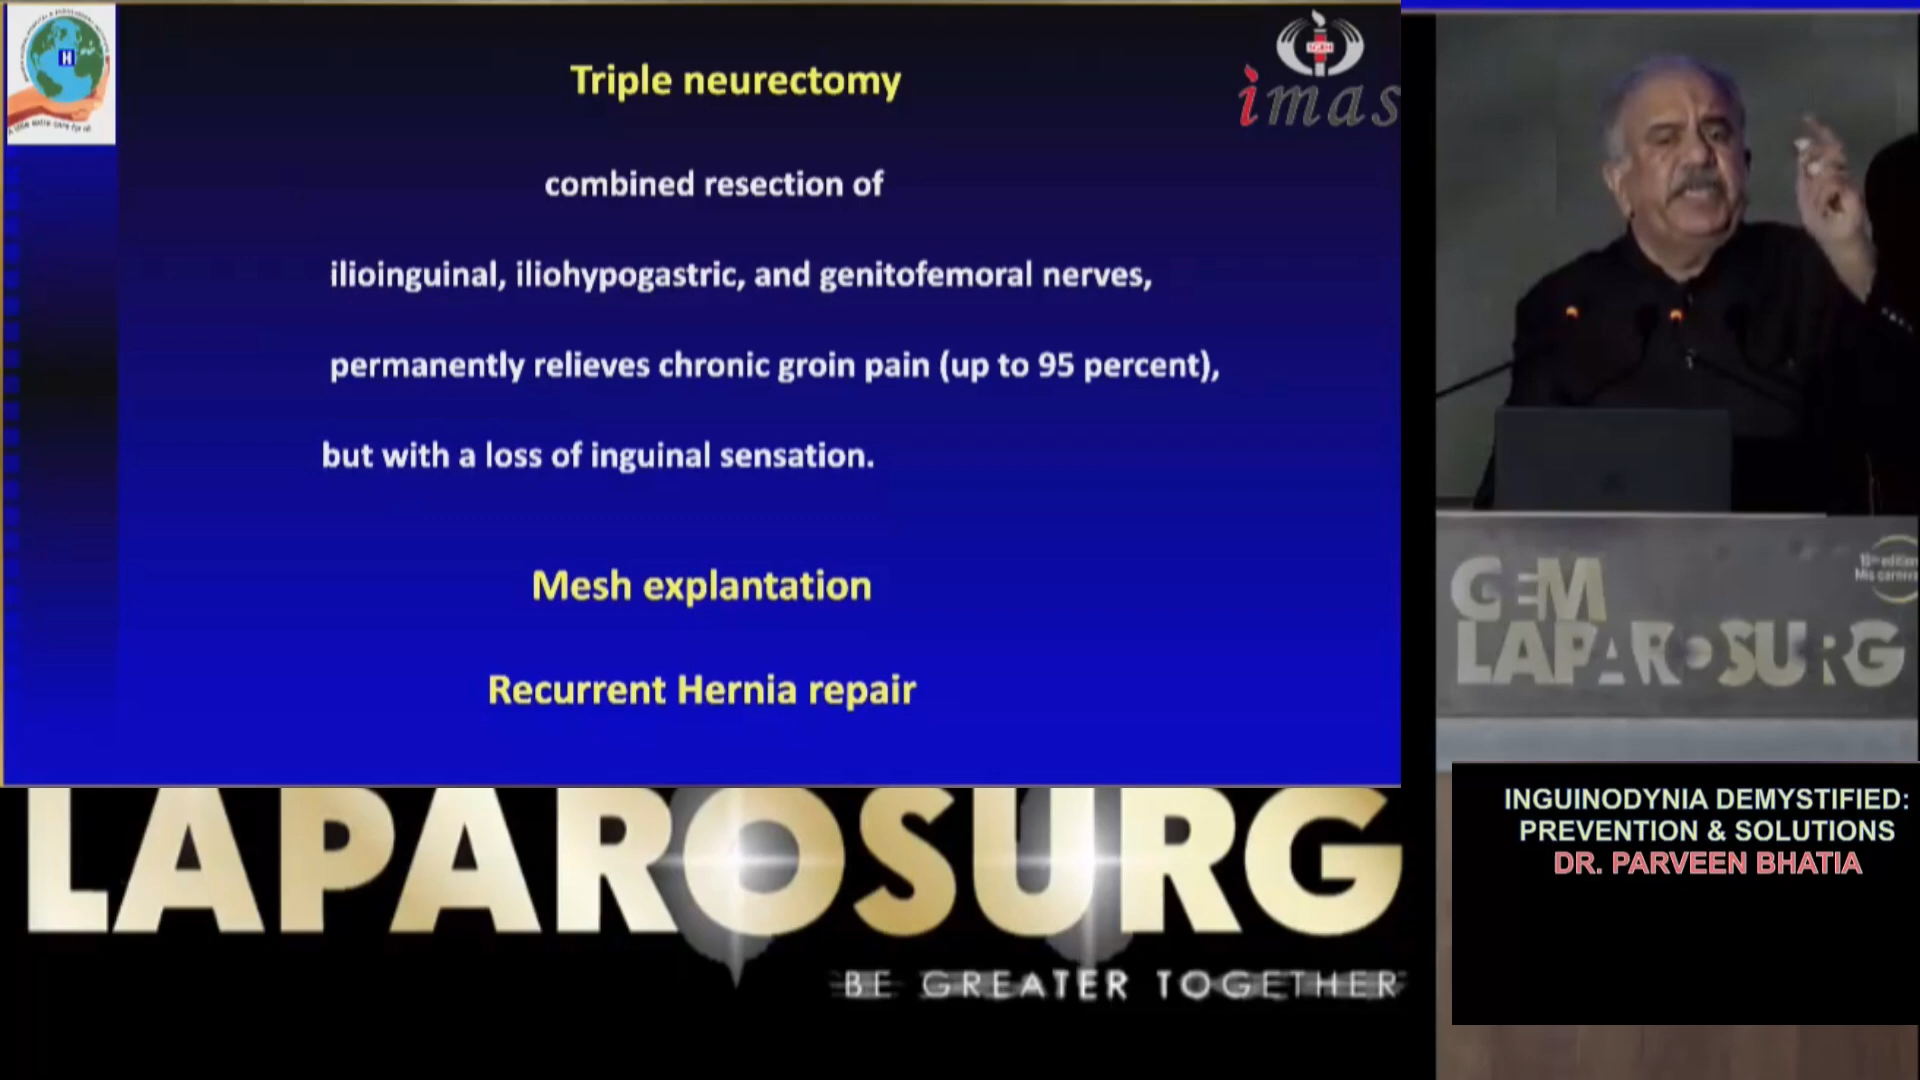 Triple neurectomy
imas
combined resection of
ilioinguinal, iliohypogastric, and genitofemoral nerves,
permanently relieves chronic groin pain (up to 95 percent),
but with a loss of inguinal sensation.
Mesh explantation
Recurrent Hernia repair
GEM
LAPAROSURG
LAPAROSURG
BE GREATER TOGETHER
INGUINODYNIA DEMYSTIFIED:
PREVENTION & SOLUTIONS
DR. PARVEEN BHATIA